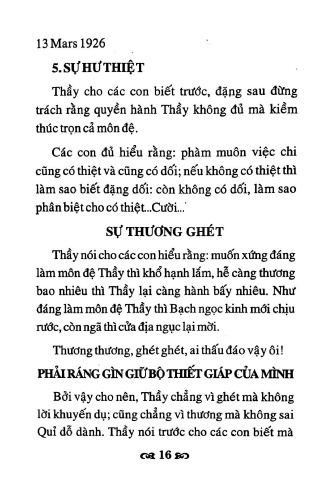 13 Mars 1926
5. SỰ HƯ THIỆT
Thầy cho các con biết trước, đặng sau đừng
trách rằng quyền hành Thầy không đủ mà kiềm
thúc trọn cả môn đệ.
Các con đủ hiểu rằng: phàm muôn việc chi
cũng có thiệt và cũng có dối; nếu không có thiệt thì
làm sao biết đặng dối: còn không có dối, làm sao
phân biệt cho có thiệt...Cười...
SỰ THƯƠNG GHÉT
Thầy nói cho các con hiểu rằng: muốn xứng đáng
làm môn đệ Thầy thì khổ hạnh lắm, hễ càng thương
bao nhiêu thì Thầy lại càng hành bấy nhiêu. Như
đáng làm môn đệ Thầy thì Bạch ngọc kinh mới chịu
rước, còn ngã thì cửa địa ngục lại mời.
Thương thương, ghét ghét, ai thấu đáo vậy ôi!
PHẢI RÁNG GÌN GIỮ BỘ THIẾT GIÁP CỦA MÌNH
Bởi vậy cho nên, Thầy chẳng vì ghét mà không
lời khuyến dụ; cũng chẳng vì thương mà không sai
Quỉ dỗ dành. Thầy nói trước cho các con biết mà
16